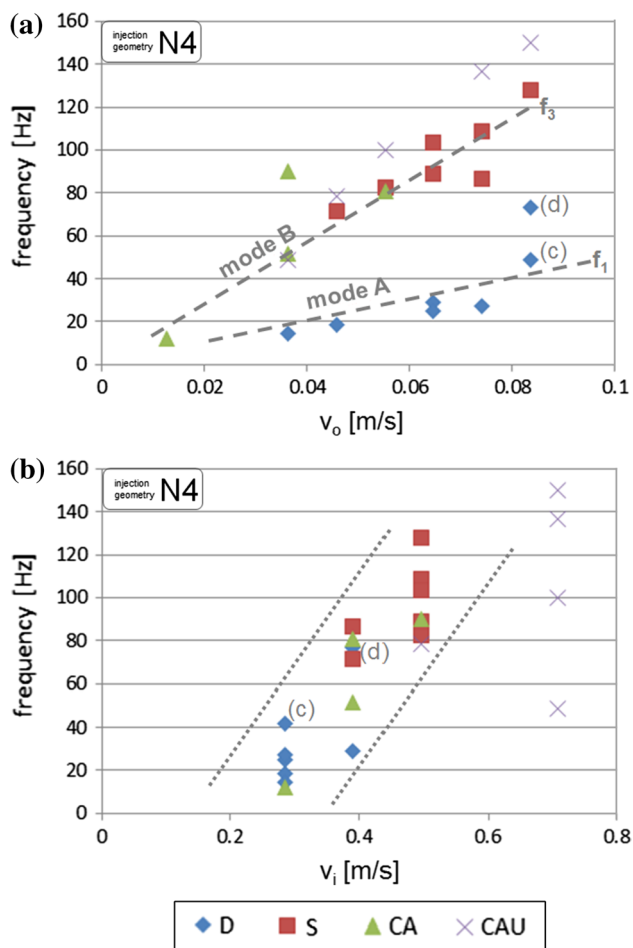 (a)
injection
geometry N4
160
140
120
100
80
60
40
20
0
frequency [Hz]
mode B
mode A
f3
f1
(d)
(c)
0 0.02 0.04 0.06 0.08 0.1
vo [m/s]
(b)
injection
geometry N4
160
140
120
100
80
60
40
20
0
frequency [Hz]
(c)
(d)
0 0.2 0.4 0.6 0.8
vi [m/s]
D S CA CAU